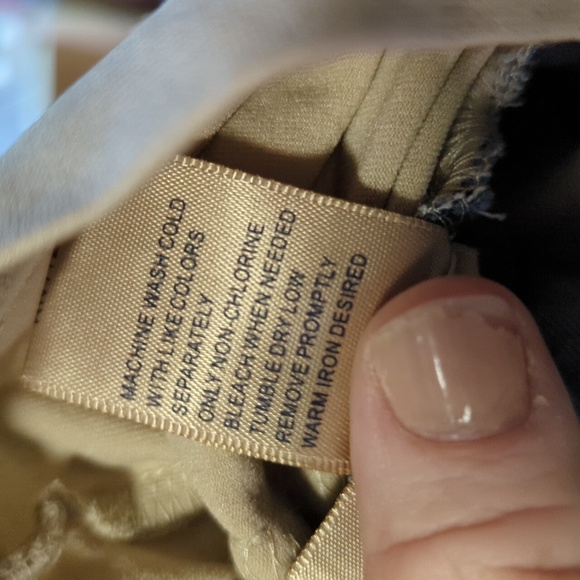 MACHINE WASH COLD
WITH LIKE COLORS
SEPARATELY
ONLY NON-CHLORINE
BLEACH WHEN NEEDED
TUMBLE DRY LOW
REMOVE PROMPTLY
WARM IRON DESIRED